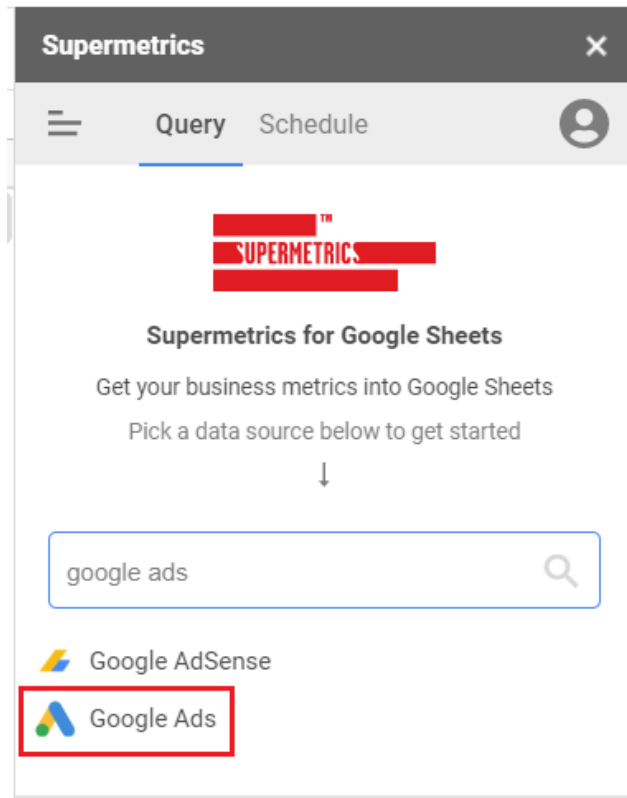 Supermetrics
Query Schedule
SUPERMETRICS™
Supermetrics for Google Sheets
Get your business metrics into Google Sheets
Pick a data source below to get started
google ads
Google AdSense
Google Ads